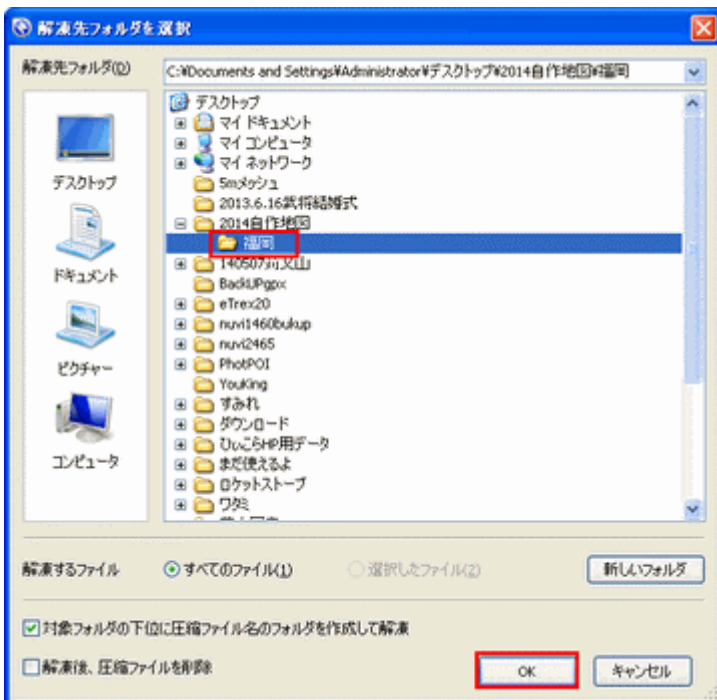 解凍先フォルダを選択
解凍先フォルダ(D)
C:¥Documents and Settings¥Administrator¥デスクトップ¥2014自作地図¥福岡
デスクトップ
ドキュメント
ピクチャー
コンピュータ
デスクトップ
マイ ドキュメント
マイ コンピュータ
マイ ネットワーク
5mメッシュ
2013.6.16武将結婚式
2014自作地図
福岡
BackUPgpx
eTrex20
nuvi1460bukup
nuvi2465
PhotPOI
YouKing
すみれ
ダウンロード
ひぃこらHP用データ
まだ使えるよ
ロケットストーブ
ワタミ
解凍するファイル
すべてのファイル(1)
選択したファイル(2)
新しいフォルダ
対象フォルダの下位に圧縮ファイル名のフォルダを作成して解凍
解凍後、圧縮ファイルを削除
OK
キャンセル